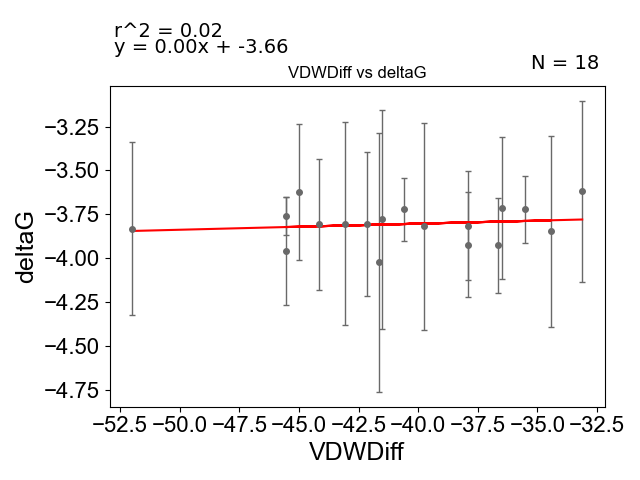 r^2 = 0.02
y = 0.00x + -3.66
N = 18
VDWDiff vs deltaG
−3.25
−3.50
−3.75
−4.00
−4.25
−4.50
−4.75
deltaG
−52.5 −50.0 −47.5 −45.0 −42.5 −40.0 −37.5 −35.0 −32.5
VDWDiff